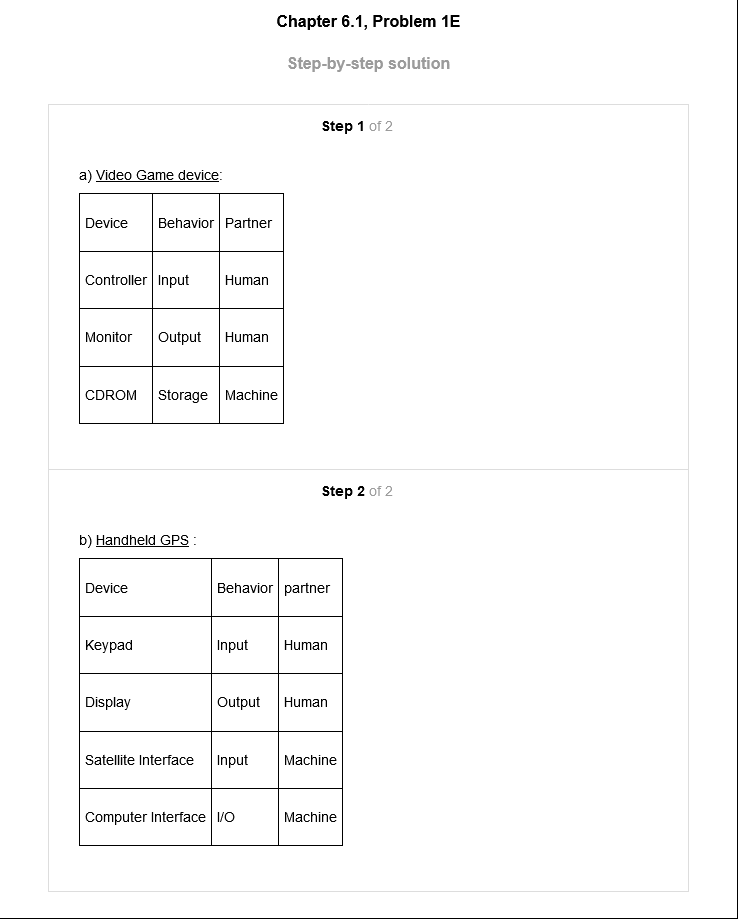 Chapter 6.1, Problem 1E
Step-by-step solution
Step 1 of 2
a) Video Game device:
Device Behavior Partner
Controller Input Human
Monitor Output Human
CDROM Storage Machine
Step 2 of 2
b) Handheld GPS :
Device Behavior partner
Keypad Input Human
Display Output Human
Satellite Interface Input Machine
Computer Interface I/O Machine